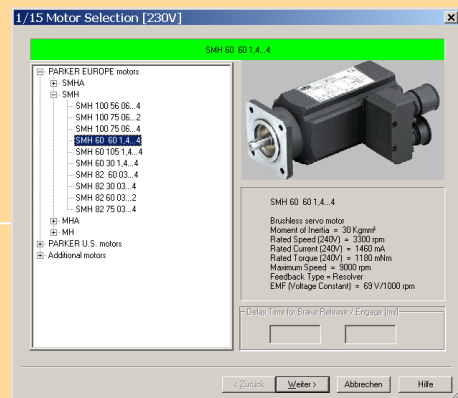 1/15 Motor Selection [230V]
SMH 60 60 1,4...4
PARKER EUROPE motors
SMHA
SMH
SMH 100 56 06...4
SMH 100 75 06...2
SMH 100 75 06...4
SMH 60 60 1,4...4
SMH 60 105 1,4...4
SMH 60 30 1,4...4
SMH 82 60 03...4
SMH 82 30 03...4
SMH 82 60 03...2
SMH 82 75 03...4
MHA
MH
PARKER U.S. motors
Additional motors
SMH 60 60 1,4...4
Brushless servo motor
Moment of Inertia = 30 Kgmm²
Rated Speed (240V) = 3300 rpm
Rated Current (240V) = 1460 mA
Rated Torque (240V) = 1180 mNm
Maximum Speed = 9000 rpm
Feedback Type = Resolver
EMF (Voltage Constant) = 69 V/1000 rpm
Delay Time for Brake Release / Engage [ms]
< Zurück
Weiter >
Abbrechen
Hilfe